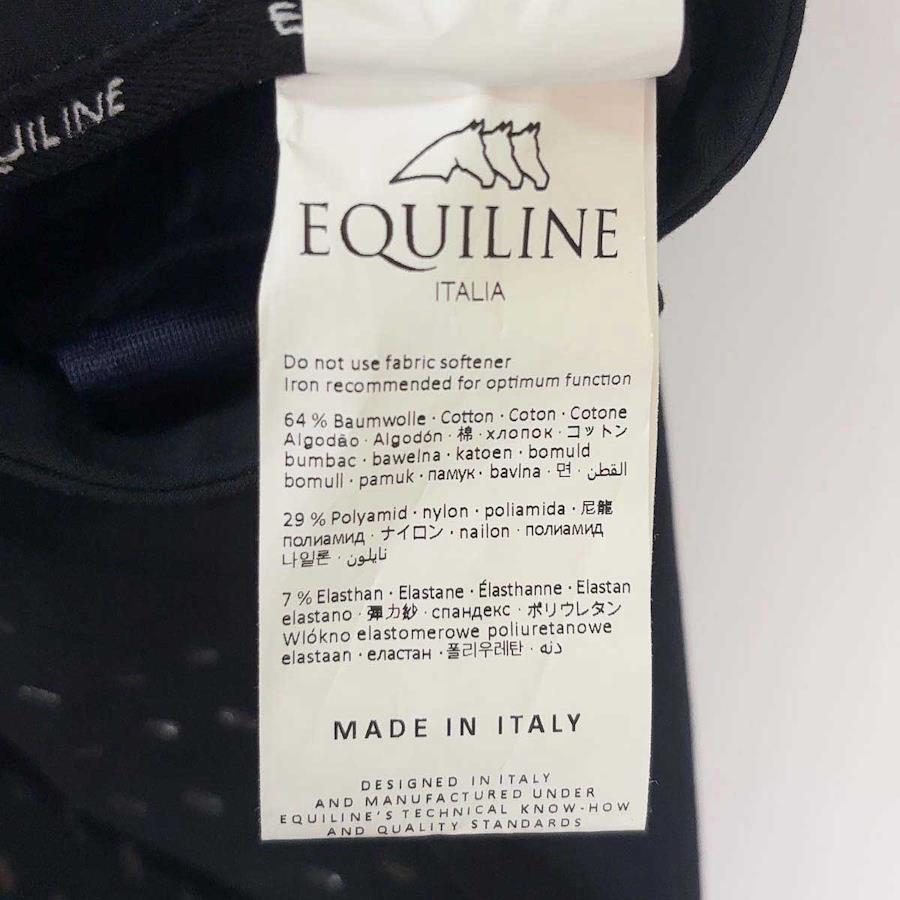 UILINE
E
EQUILINE
ITALIA
Do not use fabric softener
Iron recommended for optimum function
64 % Baumwolle · Cotton · Coton · Cotone
Algodão · Algodón · 棉 · хлопок · コットン
bumbac · bawelna · katoen · bomuld
bomull · pamuk · памук · bavlna · 면 · القطن
29 % Polyamid · nylon · poliamida · 尼龍
полиамид · ナイロン · nailon · полиамид
나일론 · نايلون
7 % Elasthan · Elastane · Élasthanne · Elastan
elastano · 彈力紗 · спандекс · ポリウレタン
Wlókno elastomerowe poliuretanowe
elastaan · еластан · 폴리우레탄 · دنه
MADE IN ITALY
DESIGNED IN ITALY
AND MANUFACTURED UNDER
EQUILINE'S TECHNICAL KNOW-HOW
AND QUALITY STANDARDS